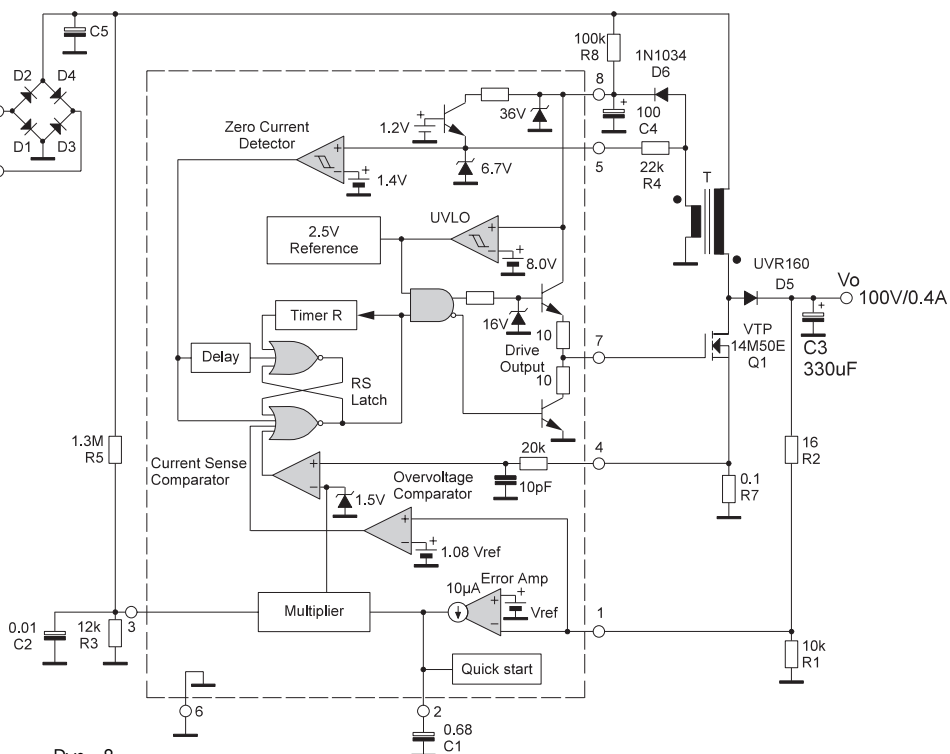 C5
D2 D4
D1 D3
100k
R8
1N1034
D6
8
100
C4
36V
1.2V
Zero Current
Detector
1.4V
6.7V
5
22k
R4
T
UVLO
2.5V
Reference
8.0V
UVR160
D5
Vo
100V/0.4A
C3
330uF
Timer R
16V
10
Drive
Output
10
7
VTP
14M50E
Q1
Delay
RS
Latch
1.3M
R5
Current Sense
Comparator
20k
4
10pF
Overvoltage
Comparator
1.5V
0.1
R7
16
R2
1.08 Vref
10µA
Error Amp
Vref
1
Multiplier
3
0.01
C2
12k
R3
Quick start
10k
R1
6
2
0.68
C1